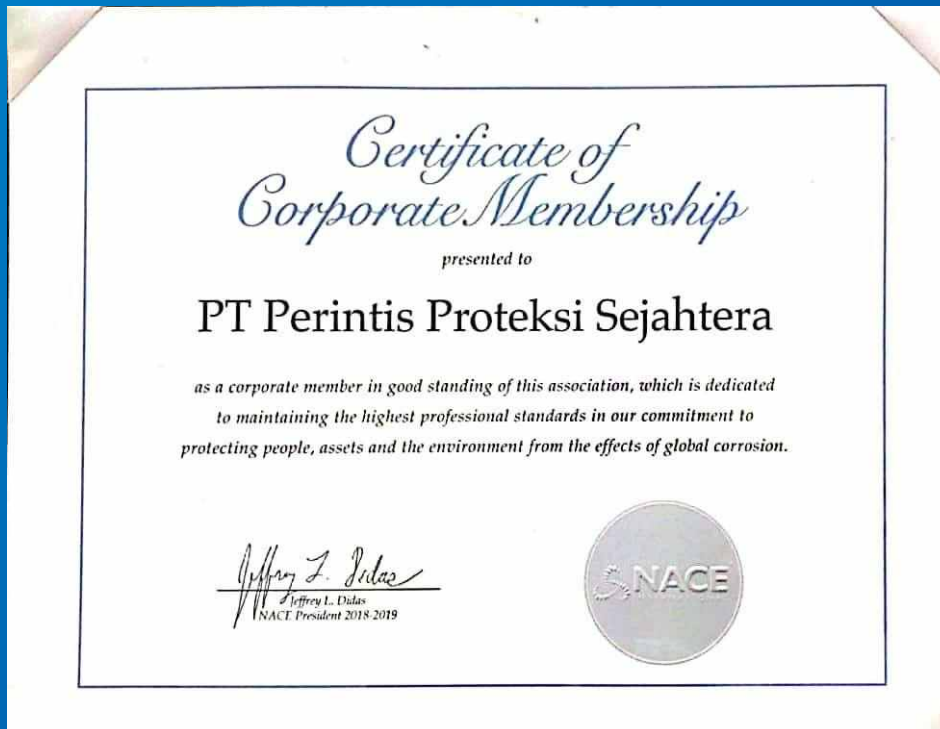 Certificate of
Corporate Membership
presented to
PT Perintis Proteksi Sejahtera
as a corporate member in good standing of this association, which is dedicated
to maintaining the highest professional standards in our commitment to
protecting people, assets and the environment from the effects of global corrosion.
Jeffrey L. Didas
Jeffrey L. Didas
NACE President 2018-2019
NACE